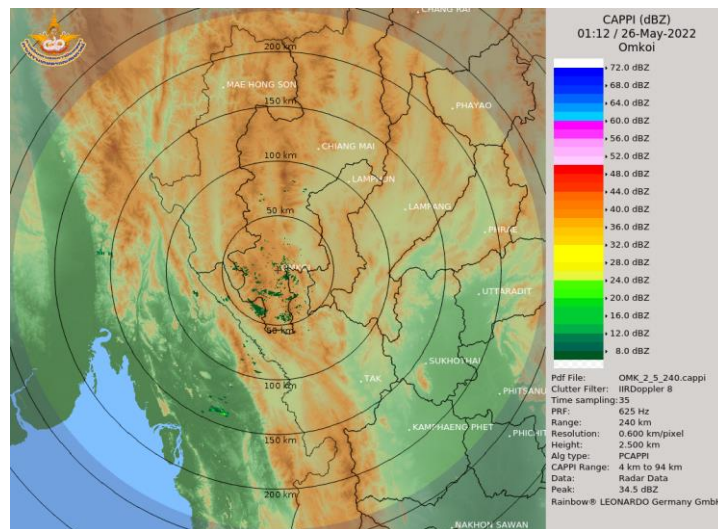 CAPPI (dBZ)
01:12 / 26-May-2022
Omkoi
72.0 dBZ
68.0 dBZ
64.0 dBZ
60.0 dBZ
56.0 dBZ
52.0 dBZ
48.0 dBZ
44.0 dBZ
40.0 dBZ
36.0 dBZ
32.0 dBZ
28.0 dBZ
24.0 dBZ
20.0 dBZ
16.0 dBZ
12.0 dBZ
8.0 dBZ
Pdf File: OMK_2_5_240.cappi
Clutter Filter: IIRDoppler 8
Time sampling:35
PRF: 625 Hz
Range: 240 km
Resolution: 0.600 km/pixel
Height: 2.500 km
Alg type: PCAPPI
CAPPI Range: 4 km to 94 km
Data: Radar Data
Peak: 34.5 dBZ
Rainbow® LEONARDO Germany GmbH
CHANG RAI
200 km
MAE HONG SON
150 km
PHAYAO
CHIANG MAI
100 km
LAMPHUN
LAMPANG
50 km
PHRAE
OMKOI
UTTARADIT
50 km
SUKHOTHAI
100 km
TAK
PHITSANU
KAMPHAENG PHET
PHICHIT
150 km
200 km
NAKHON SAWAN